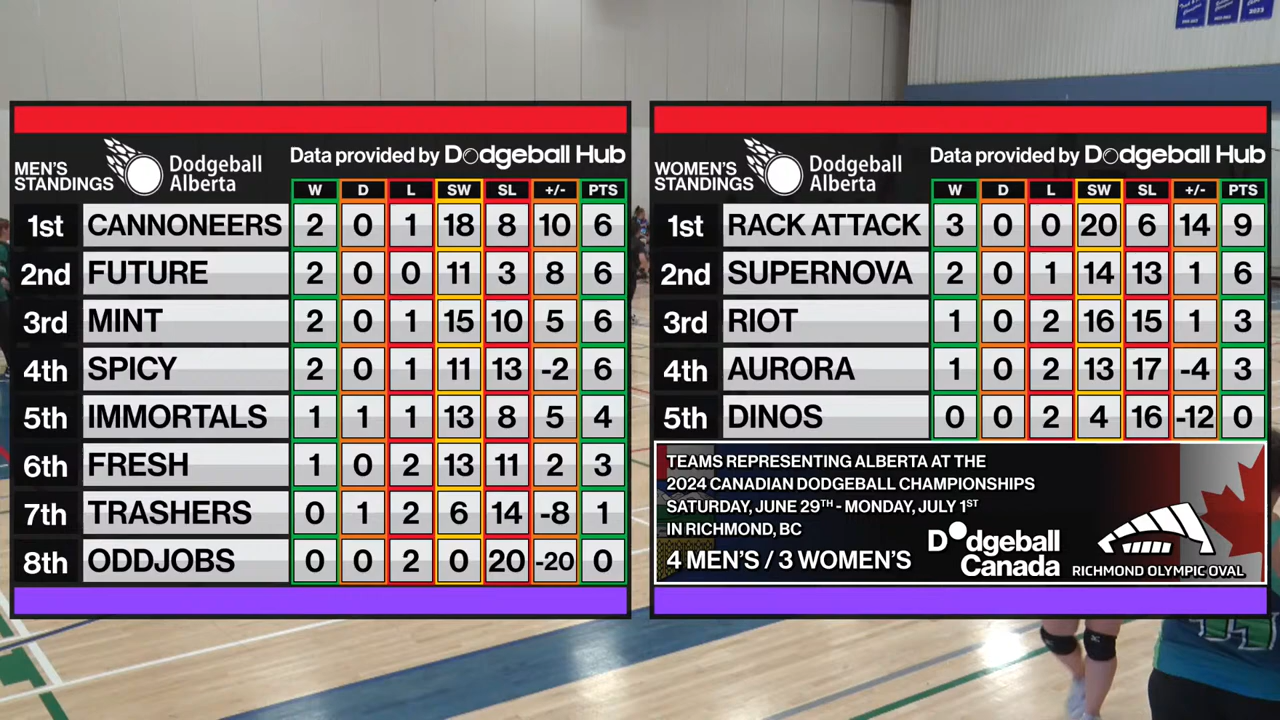 MEN'S
STANDINGS
Dodgeball
Alberta
Data provided by Dodgeball Hub
W D L SW SL +/- PTS
1st CANNONEERS 2 0 1 18 8 10 6
2nd FUTURE 2 0 0 11 3 8 6
3rd MINT 2 0 1 15 10 5 6
4th SPICY 2 0 1 11 13 -2 6
5th IMMORTALS 1 1 1 13 8 5 4
6th FRESH 1 0 2 13 11 2 3
7th TRASHERS 0 1 2 6 14 -8 1
8th ODDJOBS 0 0 2 0 20 -20 0
WOMEN'S
STANDINGS
Dodgeball
Alberta
Data provided by Dodgeball Hub
W D L SW SL +/- PTS
1st RACK ATTACK 3 0 0 20 6 14 9
2nd SUPERNOVA 2 0 1 14 13 1 6
3rd RIOT 1 0 2 16 15 1 3
4th AURORA 1 0 2 13 17 -4 3
5th DINOS 0 0 2 4 16 -12 0
TEAMS REPRESENTING ALBERTA AT THE
2024 CANADIAN DODGEBALL CHAMPIONSHIPS
SATURDAY, JUNE 29TH - MONDAY, JULY 1ST
IN RICHMOND, BC
4 MEN'S / 3 WOMEN'S
Dodgeball
Canada
RICHMOND OLYMPIC OVAL